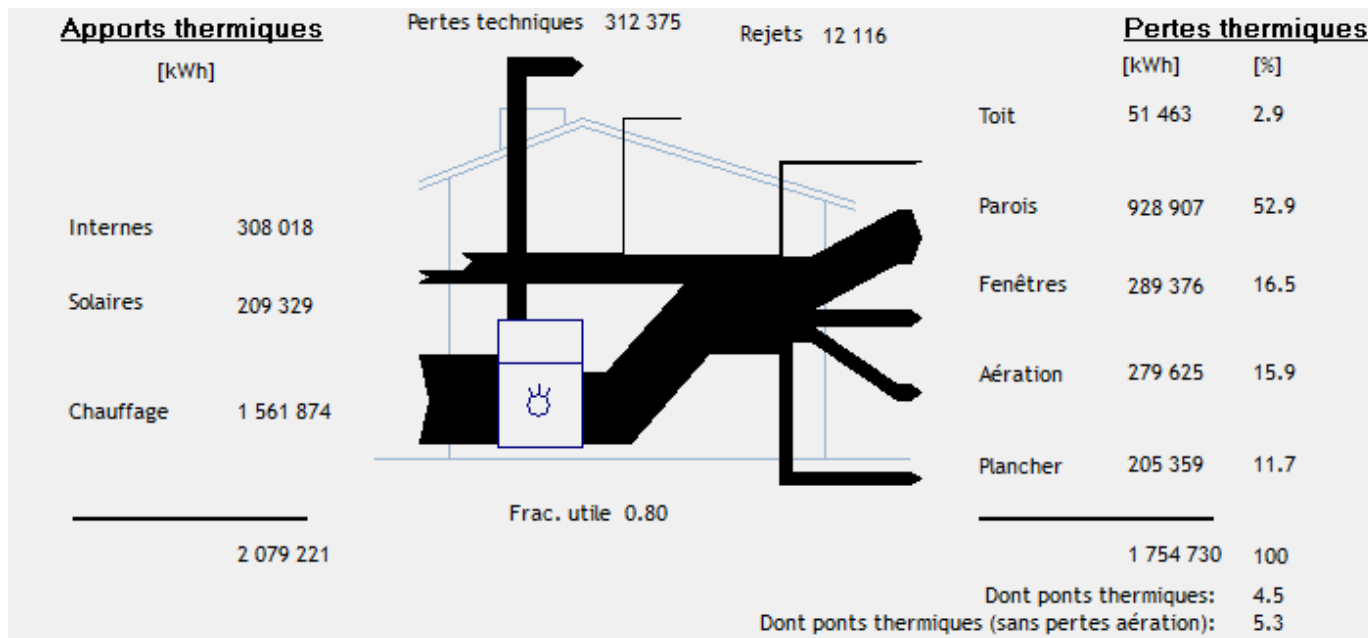 Apports thermiques
[kWh]
Pertes techniques 312 375
Rejets 12 116
Pertes thermiques
[kWh] [%]
Toit 51 463 2.9
Internes 308 018
Parois 928 907 52.9
Solaires 209 329
Fenêtres 289 376 16.5
Chauffage 1 561 874
Aération 279 625 15.9
Plancher 205 359 11.7
Frac. utile 0.80
2 079 221
1 754 730 100
Dont ponts thermiques: 4.5
Dont ponts thermiques (sans pertes aération): 5.3